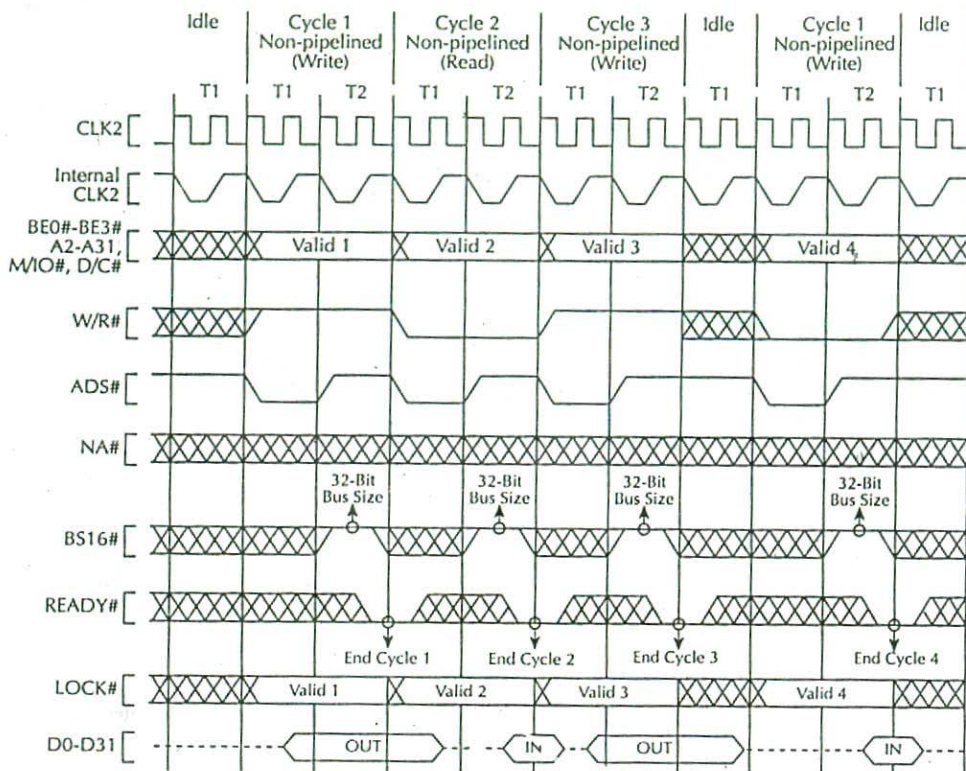 Idle Cycle 1 Cycle 2 Cycle 3 Idle Cycle 1 Idle
Non-pipelined Non-pipelined Non-pipelined Non-pipelined
(Write) (Read) (Write) (Write)
T1 T1 T2 T1 T2 T1 T2 T1 T1 T2 T1
CLK2
Internal
CLK2
BE0#-BE3#
A2-A31,
M/IO#, D/C#
Valid 1 Valid 2 Valid 3 Valid 4
W/R#
ADS#
NA#
32-Bit 32-Bit 32-Bit 32-Bit
Bus Size Bus Size Bus Size Bus Size
BS16#
READY#
End Cycle 1 End Cycle 2 End Cycle 3 End Cycle 4
LOCK# Valid 1 Valid 2 Valid 3 Valid 4
D0-D31 OUT IN OUT IN